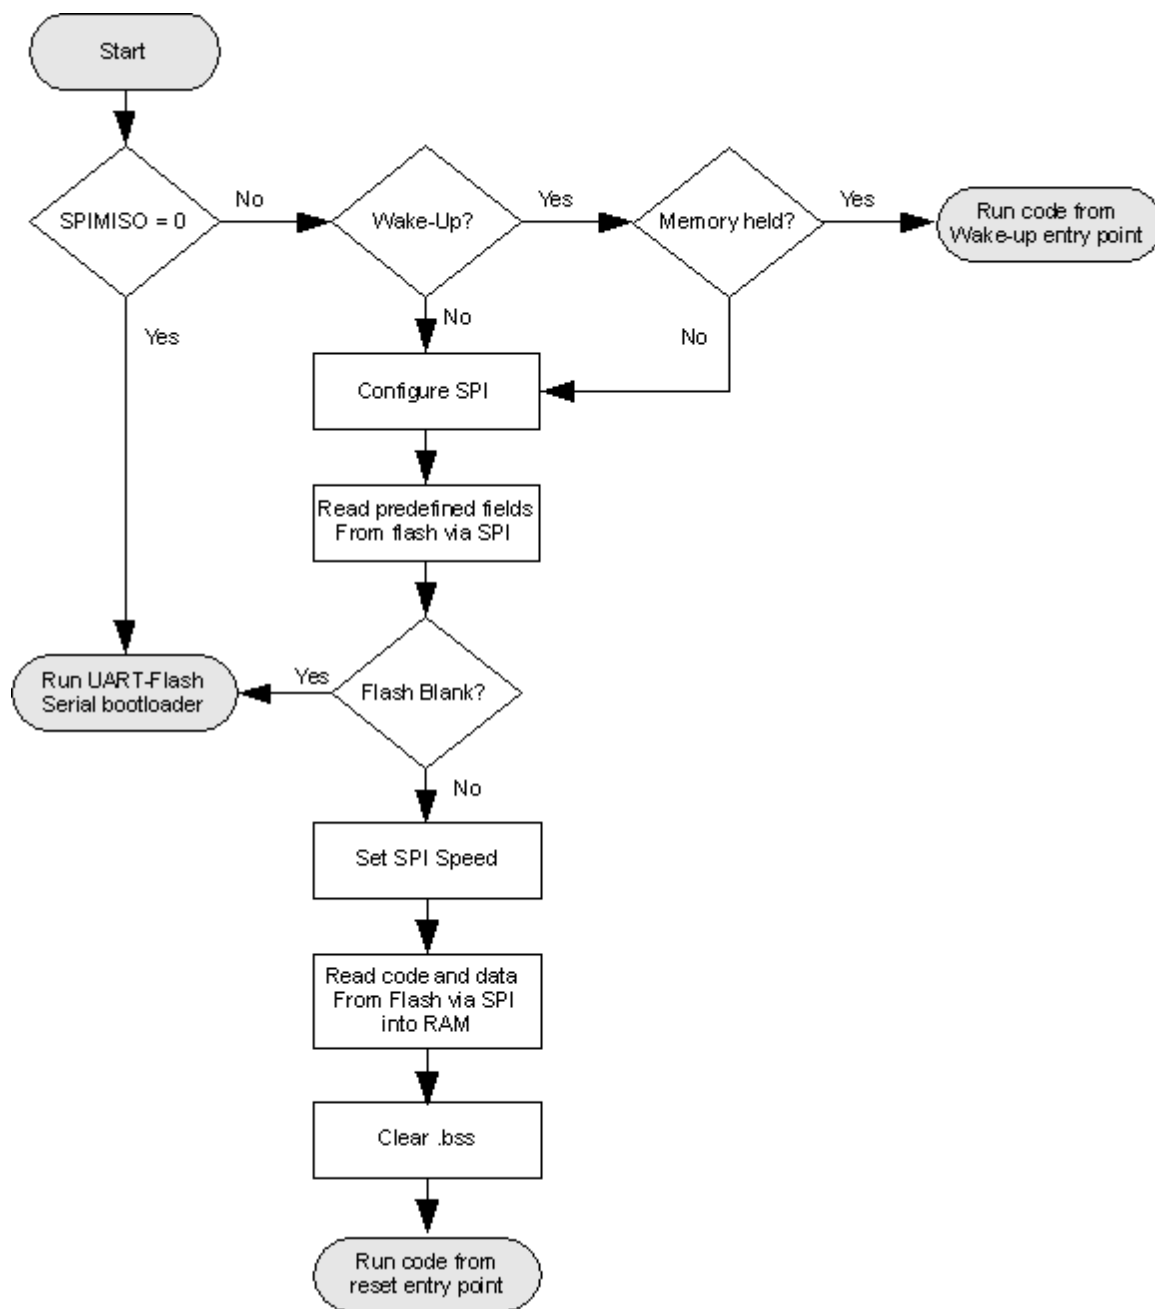 Start
SPIMISO = 0
No
Wake-Up?
Yes
Memory held?
Yes
Run code from
Wake-up entry point
Yes
No
No
Configure SPI
Read predefined fields
From flash via SPI
Flash Blank?
Yes
Run UART-Flash
Serial bootloader
No
Set SPI Speed
Read code and data
From Flash via SPI
into RAM
Clear .bss
Run code from
reset entry point